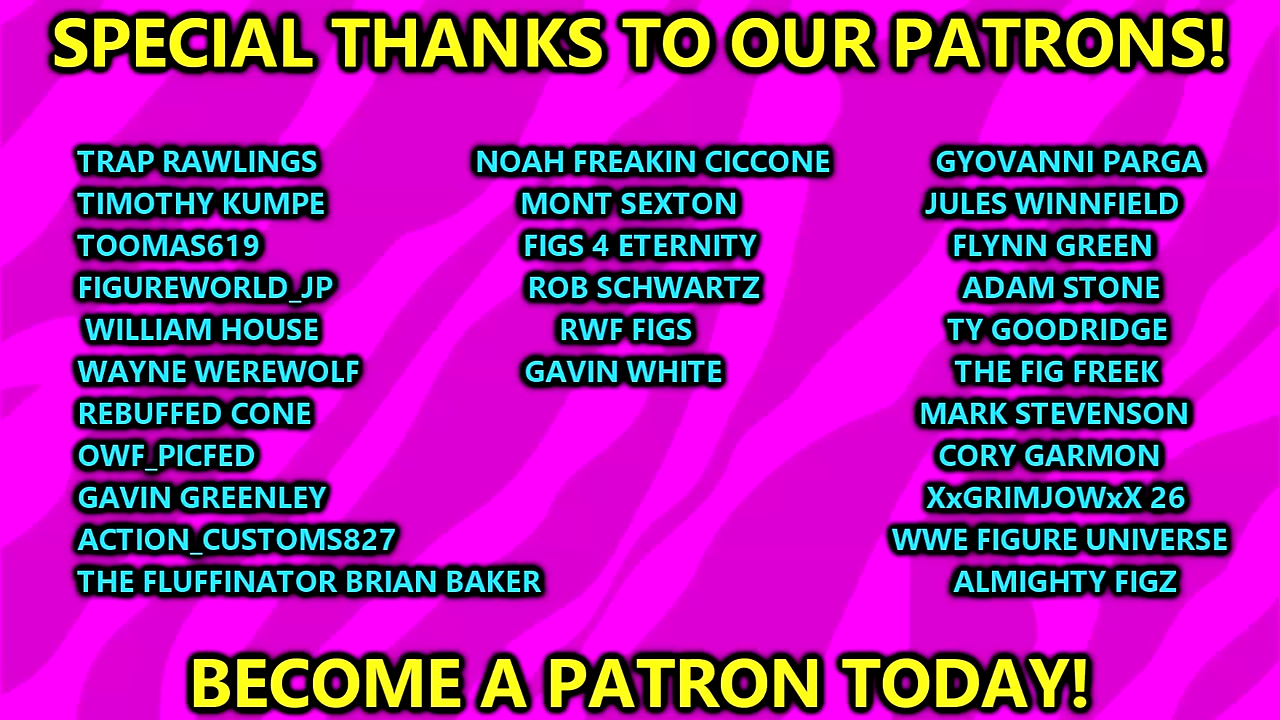 SPECIAL THANKS TO OUR PATRONS!
TRAP RAWLINGS
TIMOTHY KUMPE
TOOMAS619
FIGUREWORLD_JP
WILLIAM HOUSE
WAYNE WEREWOLF
REBUFFED CONE
OWF_PICFED
GAVIN GREENLEY
ACTION_CUSTOMS827
THE FLUFFINATOR BRIAN BAKER
NOAH FREAKIN CICCONE
MONT SEXTON
FIGS 4 ETERNITY
ROB SCHWARTZ
RWF FIGS
GAVIN WHITE
GYOVANNI PARGA
JULES WINNFIELD
FLYNN GREEN
ADAM STONE
TY GOODRIDGE
THE FIG FREEK
MARK STEVENSON
CORY GARMON
XxGRIMJOWxX 26
WWE FIGURE UNIVERSE
ALMIGHTY FIGZ
BECOME A PATRON TODAY!